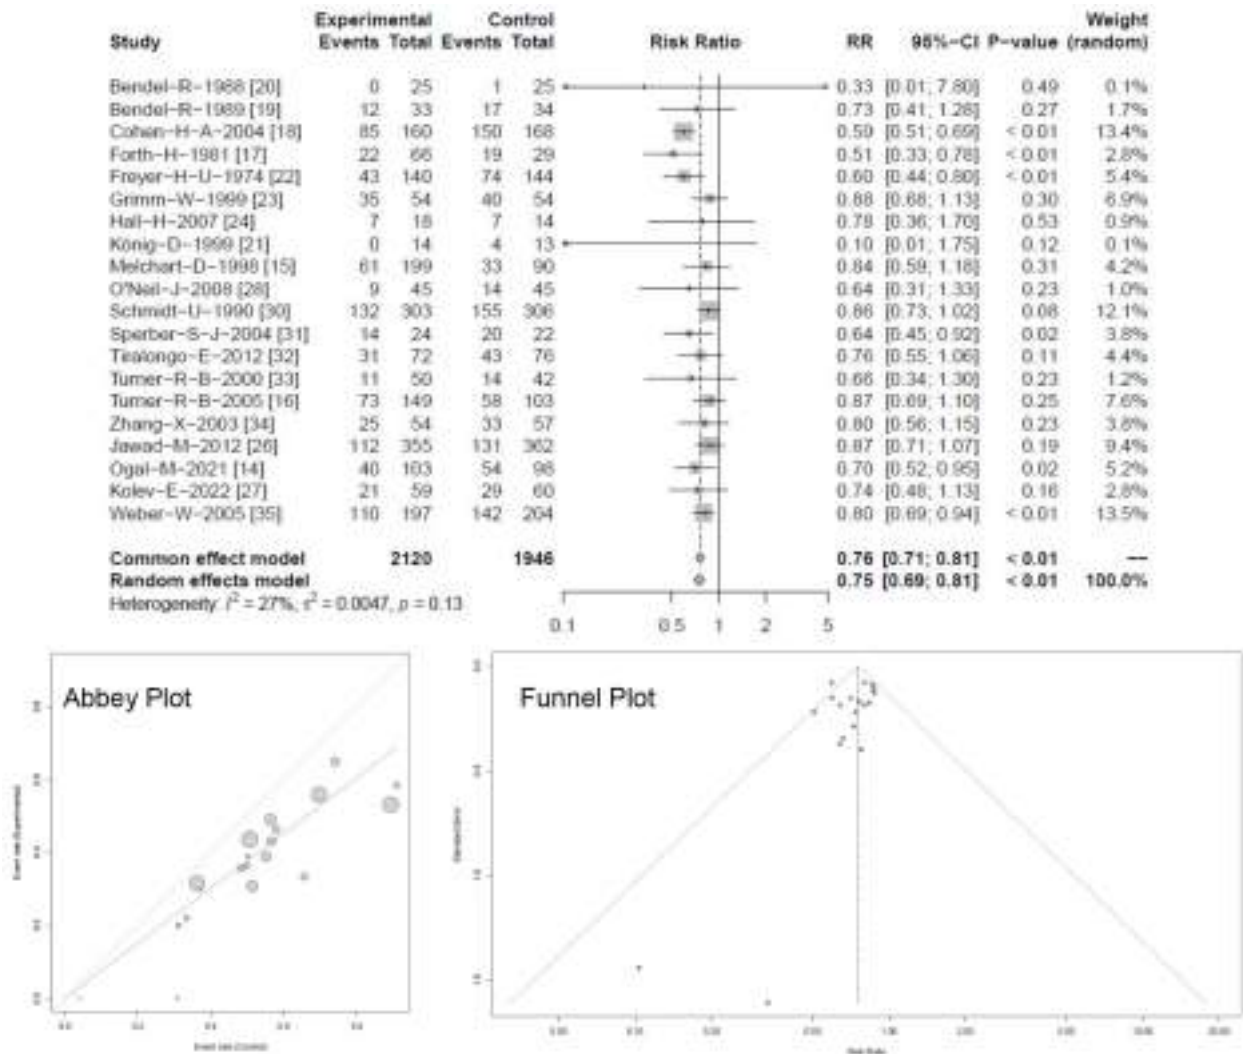 Experimental Control Weight
Study Events Total Events Total Risk Ratio RR 95%-CI P-value (random)
Bendel-R-1988 [20] 0 25 1 25 0.33 [0.01; 7.80] 0.49 0.1%
Bendel-R-1989 [19] 12 33 17 34 0.73 [0.41; 1.28] 0.27 1.7%
Cohen-H-A-2004 [18] 85 160 150 168 0.59 [0.51; 0.69] < 0.01 13.4%
Forth-H-1981 [17] 22 66 19 29 0.51 [0.33; 0.78] < 0.01 2.8%
Freyer-H-U-1974 [22] 43 140 74 144 0.60 [0.44; 0.80] < 0.01 5.4%
Grimm-W-1999 [23] 35 54 40 54 0.88 [0.68; 1.13] 0.30 6.9%
Hall-H-2007 [24] 7 18 7 14 0.78 [0.36; 1.70] 0.53 0.9%
König-D-1999 [21] 0 14 4 13 0.10 [0.01; 1.75] 0.12 0.1%
Melchart-D-1998 [15] 61 199 33 90 0.84 [0.59; 1.18] 0.31 4.2%
O'Neil-J-2008 [28] 9 45 14 45 0.64 [0.31; 1.33] 0.23 1.0%
Schmidt-U-1990 [30] 132 303 155 306 0.86 [0.73; 1.02] 0.08 12.1%
Sperber-S-J-2004 [31] 14 24 20 22 0.64 [0.45; 0.92] 0.02 3.8%
Tiralongo-E-2012 [32] 31 72 43 76 0.76 [0.55; 1.06] 0.11 4.4%
Turner-R-B-2000 [33] 11 50 14 42 0.66 [0.34; 1.30] 0.23 1.2%
Turner-R-B-2005 [16] 73 149 58 103 0.87 [0.69; 1.10] 0.25 7.6%
Zhang-X-2003 [34] 25 54 33 57 0.80 [0.56; 1.15] 0.23 3.8%
Jawad-M-2012 [26] 112 355 131 362 0.87 [0.71; 1.07] 0.19 9.4%
Ogal-M-2021 [14] 40 103 54 98 0.70 [0.52; 0.95] 0.02 5.2%
Kolev-E-2022 [27] 21 59 29 60 0.74 [0.48; 1.13] 0.16 2.8%
Weber-W-2005 [35] 110 197 142 204 0.80 [0.69; 0.94] < 0.01 13.5%
Common effect model 2120 1946 0.76 [0.71; 0.81] < 0.01 —
Random effects model 0.75 [0.69; 0.81] < 0.01 100.0%
Heterogeneity: I² = 27%, τ² = 0.0047, p = 0.13
0.1 0.5 1 2 5
Abbey Plot
Funnel Plot